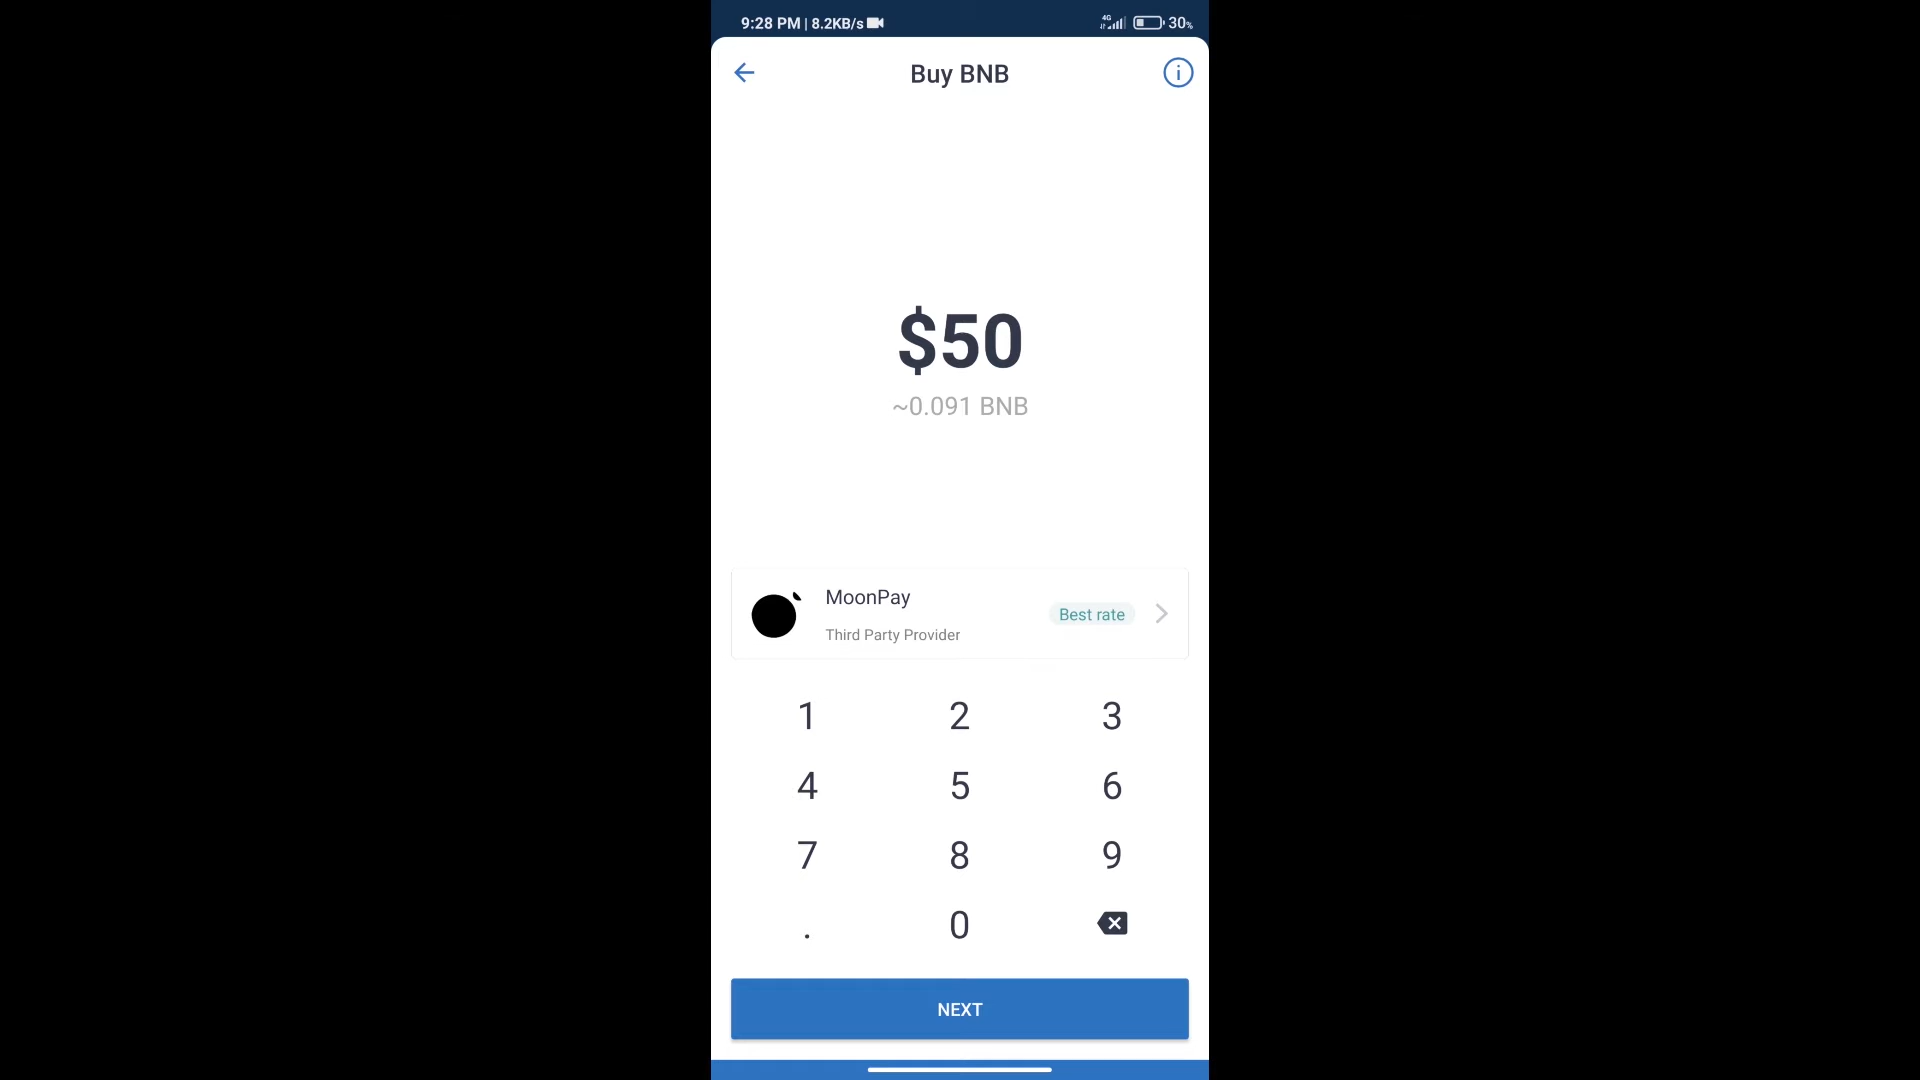 9:28 PM | 8.2KB/s 4G 30%
Buy BNB
$50
~0.091 BNB
MoonPay
Best rate
Third Party Provider
1 2 3
4 5 6
7 8 9
. 0
NEXT